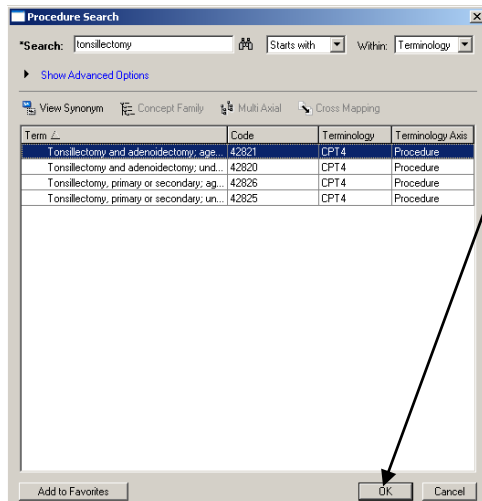 Procedure Search
*Search: tonsillectomy Starts with Within: Terminology
Show Advanced Options
View Synonym Concept Family Multi Axial Cross Mapping
Term Code Terminology Terminology Axis
Tonsillectomy and adenoidectomy; age... 42821 CPT4 Procedure
Tonsillectomy and adenoidectomy; und... 42820 CPT4 Procedure
Tonsillectomy, primary or secondary; ag... 42826 CPT4 Procedure
Tonsillectomy, primary or secondary; un... 42825 CPT4 Procedure
Add to Favorites OK Cancel